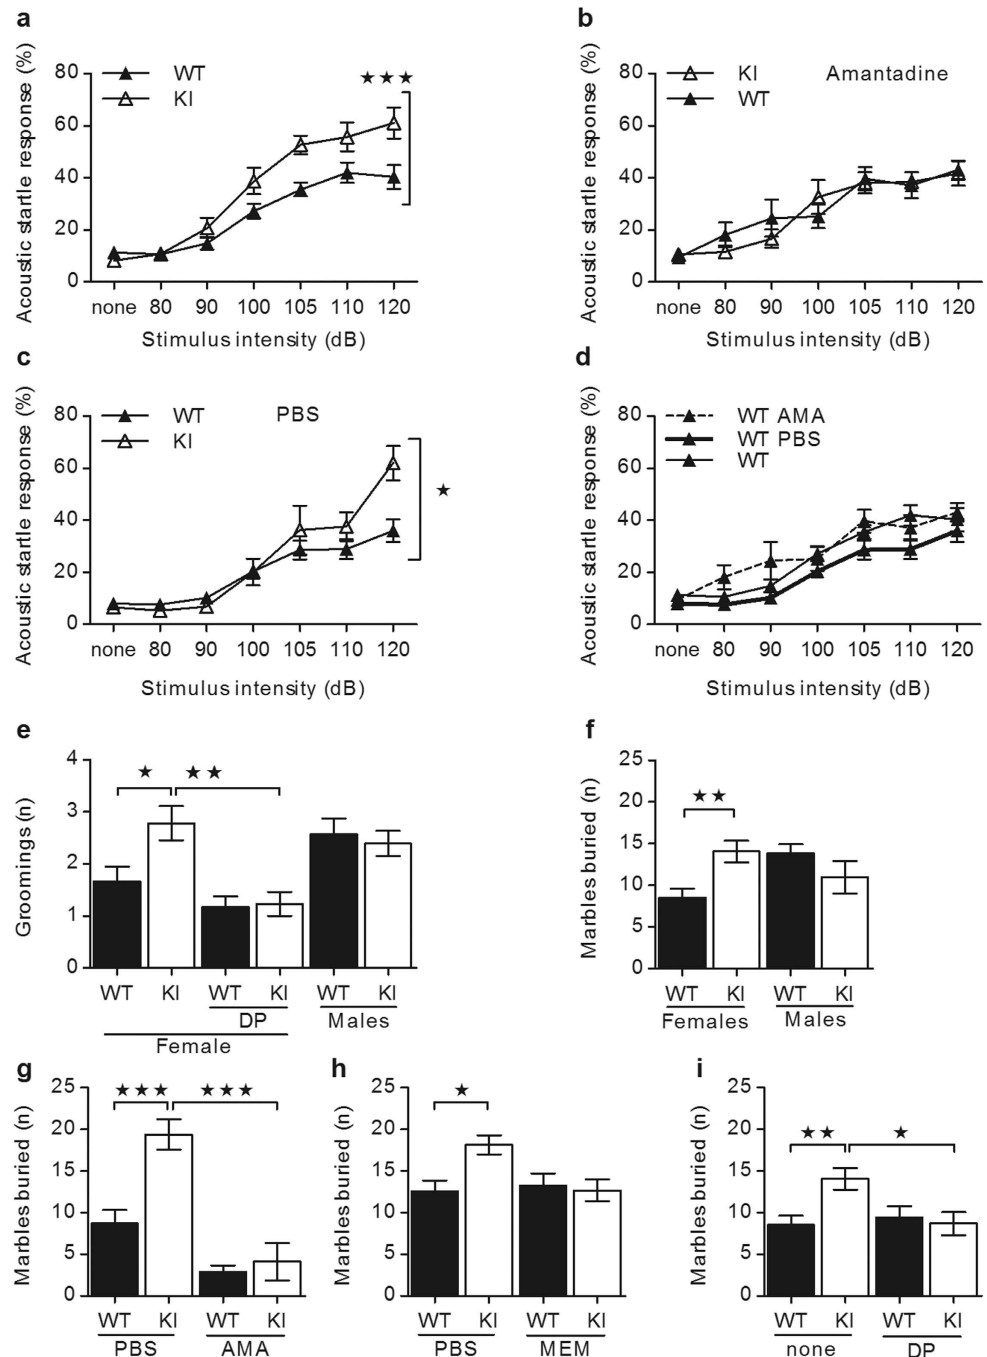 a
Acoustic startle response (%)
80
60
40
20
0
WT
KI
★★★
none 80 90 100 105 110 120
Stimulus intensity (dB)
b
Acoustic startle response (%)
80
60
40
20
0
KI
WT
Amantadine
none 80 90 100 105 110 120
Stimulus intensity (dB)
c
Acoustic startle response (%)
80
60
40
20
0
WT
KI
PBS
★
none 80 90 100 105 110 120
Stimulus intensity (dB)
d
Acoustic startle response (%)
80
60
40
20
0
WT AMA
WT PBS
WT
none 80 90 100 105 110 120
Stimulus intensity (dB)
e
Groomings (n)
4
3
2
1
0
★ ★★
WT KI WT KI WT KI
DP Males
Female
f
Marbles buried (n)
25
20
15
10
5
0
★★
WT KI WT KI
Females Males
g
Marbles buried (n)
25
20
15
10
5
0
★★★ ★★★
WT KI WT KI
PBS AMA
h
Marbles buried (n)
25
20
15
10
5
0
★
WT KI WT KI
PBS MEM
i
Marbles buried (n)
25
20
15
10
5
0
★★ ★
WT KI WT KI
none DP